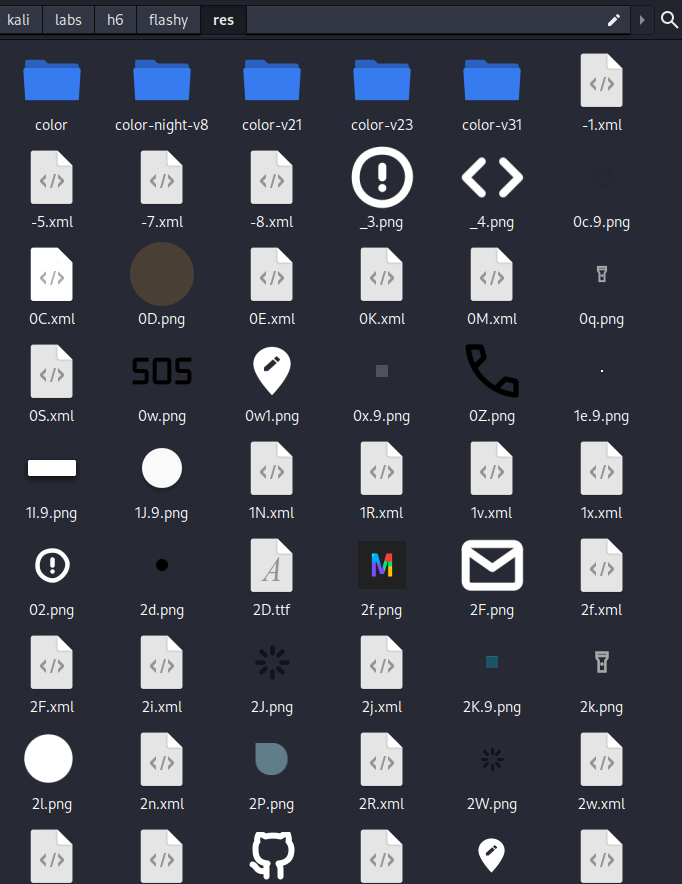 kali labs h6 flashy res
color color-night-v8 color-v21 color-v23 color-v31 -1.xml
-5.xml -7.xml -8.xml _3.png _4.png 0c.9.png
0C.xml 0D.png 0E.xml 0K.xml 0M.xml 0q.png
SOS
0S.xml 0w.png 0w1.png 0x.9.png 0Z.png 1e.9.png
1I.9.png 1J.9.png 1N.xml 1R.xml 1v.xml 1x.xml
A M
02.png 2d.png 2D.ttf 2f.png 2F.png 2f.xml
2F.xml 2i.xml 2J.png 2j.xml 2K.9.png 2k.png
2l.png 2n.xml 2P.png 2R.xml 2W.png 2w.xml